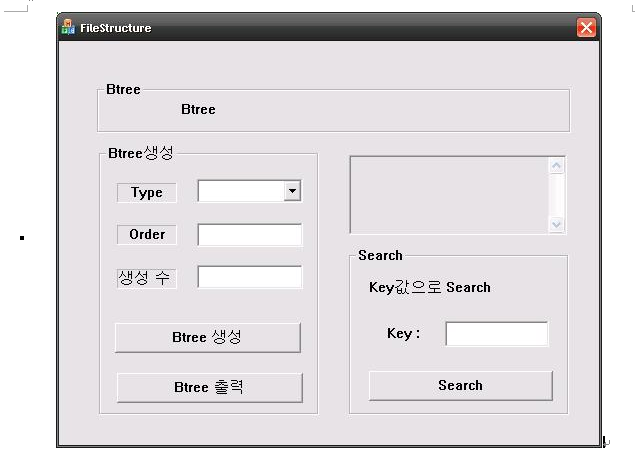 FileStructure
Btree
Btree
Btree생성
Type
Order
생성 수
Btree 생성
Btree 출력
Search
Key값으로 Search
Key :
Search